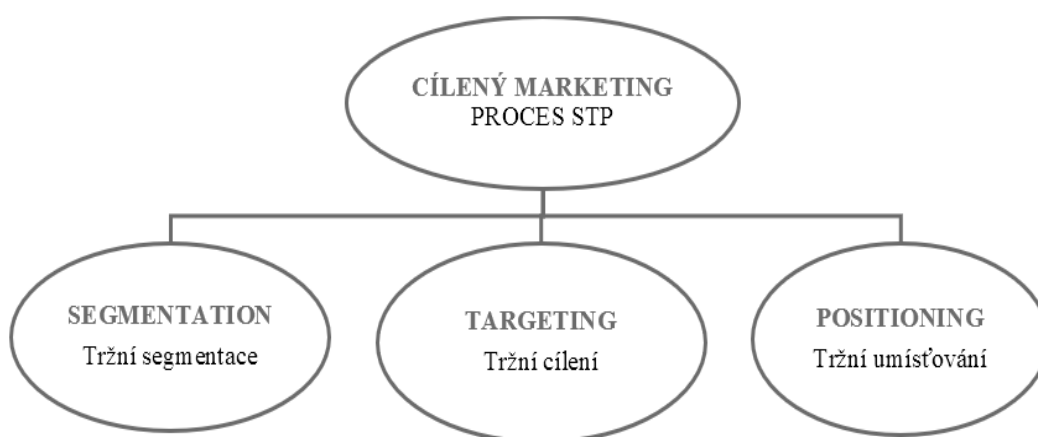 CÍLENÝ MARKETING
PROCES STP
SEGMENTATION
Tržní segmentace
TARGETING
Tržní cílení
POSITIONING
Tržní umísťování